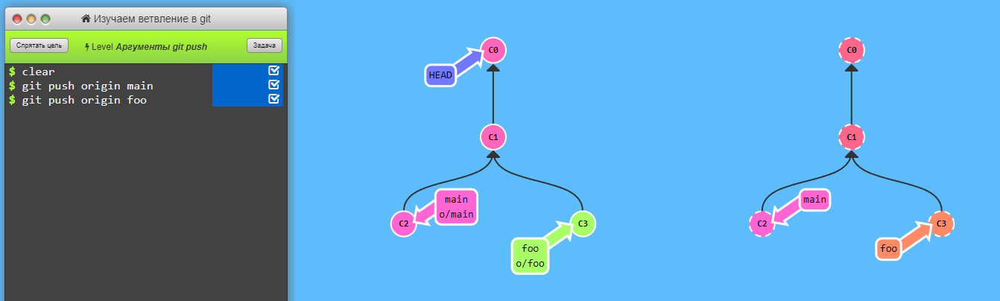 Изучаем ветвление в git
Спрятать цель
Level Аргументы git push
Задача
$ clear
$ git push origin main
$ git push origin foo
C0
HEAD
C1
main
o/main
C2
C3
foo
o/foo
C0
C1
main
C2
C3
foo